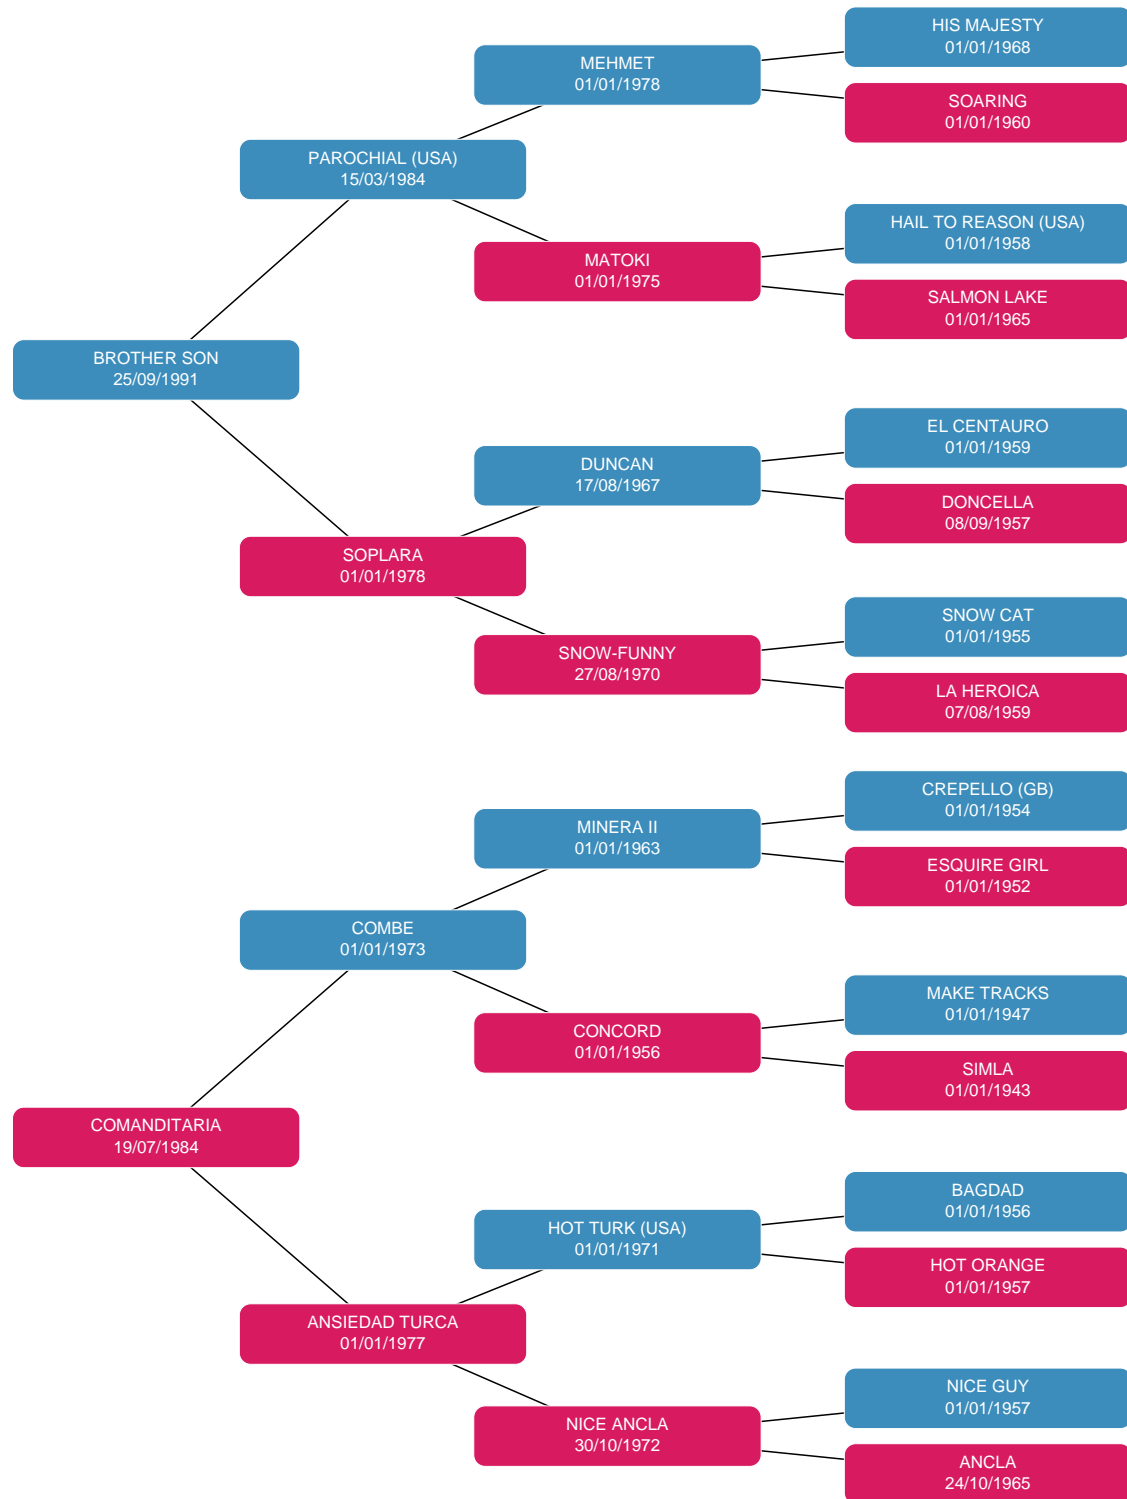 HIS MAJESTY
01/01/1968
MEHMET
01/01/1978
SOARING
01/01/1960
PAROCHIAL (USA)
15/03/1984
HAIL TO REASON (USA)
01/01/1958
MATOKI
01/01/1975
SALMON LAKE
01/01/1965
BROTHER SON
25/09/1991
EL CENTAURO
01/01/1959
DUNCAN
17/08/1967
DONCELLA
08/09/1957
SOPLARA
01/01/1978
SNOW CAT
01/01/1955
SNOW-FUNNY
27/08/1970
LA HEROICA
07/08/1959
CREPELLO (GB)
01/01/1954
MINERA II
01/01/1963
ESQUIRE GIRL
01/01/1952
COMBE
01/01/1973
MAKE TRACKS
01/01/1947
CONCORD
01/01/1956
SIMLA
01/01/1943
COMANDITARIA
19/07/1984
BAGDAD
01/01/1956
HOT TURK (USA)
01/01/1971
HOT ORANGE
01/01/1957
ANSIEDAD TURCA
01/01/1977
NICE GUY
01/01/1957
NICE ANCLA
30/10/1972
ANCLA
24/10/1965